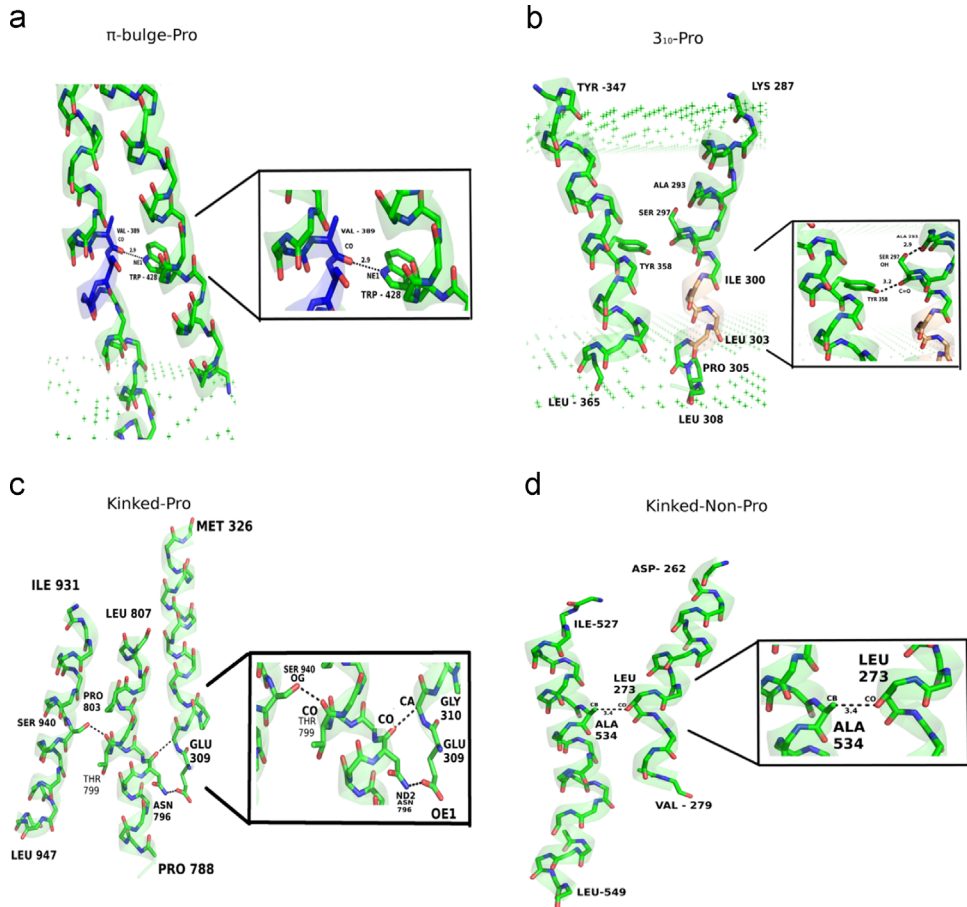 a
π-bulge-Pro
VAL - 389
CO
2.9
NE1
TRP - 428
VAL - 389
CO
2.9
NE1
TRP - 428
b
3₁₀-Pro
TYR -347
LYS 287
ALA 293
SER 297
TYR 358
ILE 300
LEU 303
PRO 305
LEU - 365
LEU 308
ALA 293
2.9
SER 297
OH
3.2
C=O
TYR 358
c
Kinked-Pro
MET 326
ILE 931
LEU 807
PRO
803
SER 940
THR
799
GLU
309
ASN
796
LEU 947
PRO 788
SER 940
OG
CO
THR
799
CO
CA
GLY
310
GLU
309
ND2
ASN
796
OE1
d
Kinked-Non-Pro
ASP- 262
ILE-527
LEU
273
CB
CO
3.4
ALA
534
VAL - 279
LEU-549
LEU
273
CB
CO
3.4
ALA
534